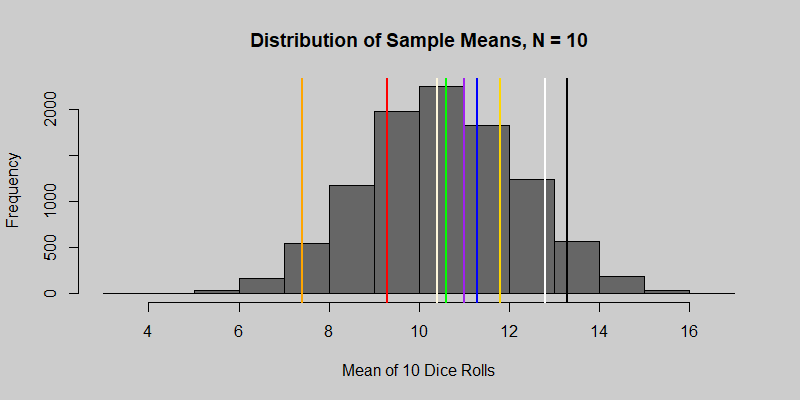 Distribution of Sample Means, N = 10
Frequency
2000
1000
500
0
4 6 8 10 12 14 16
Mean of 10 Dice Rolls